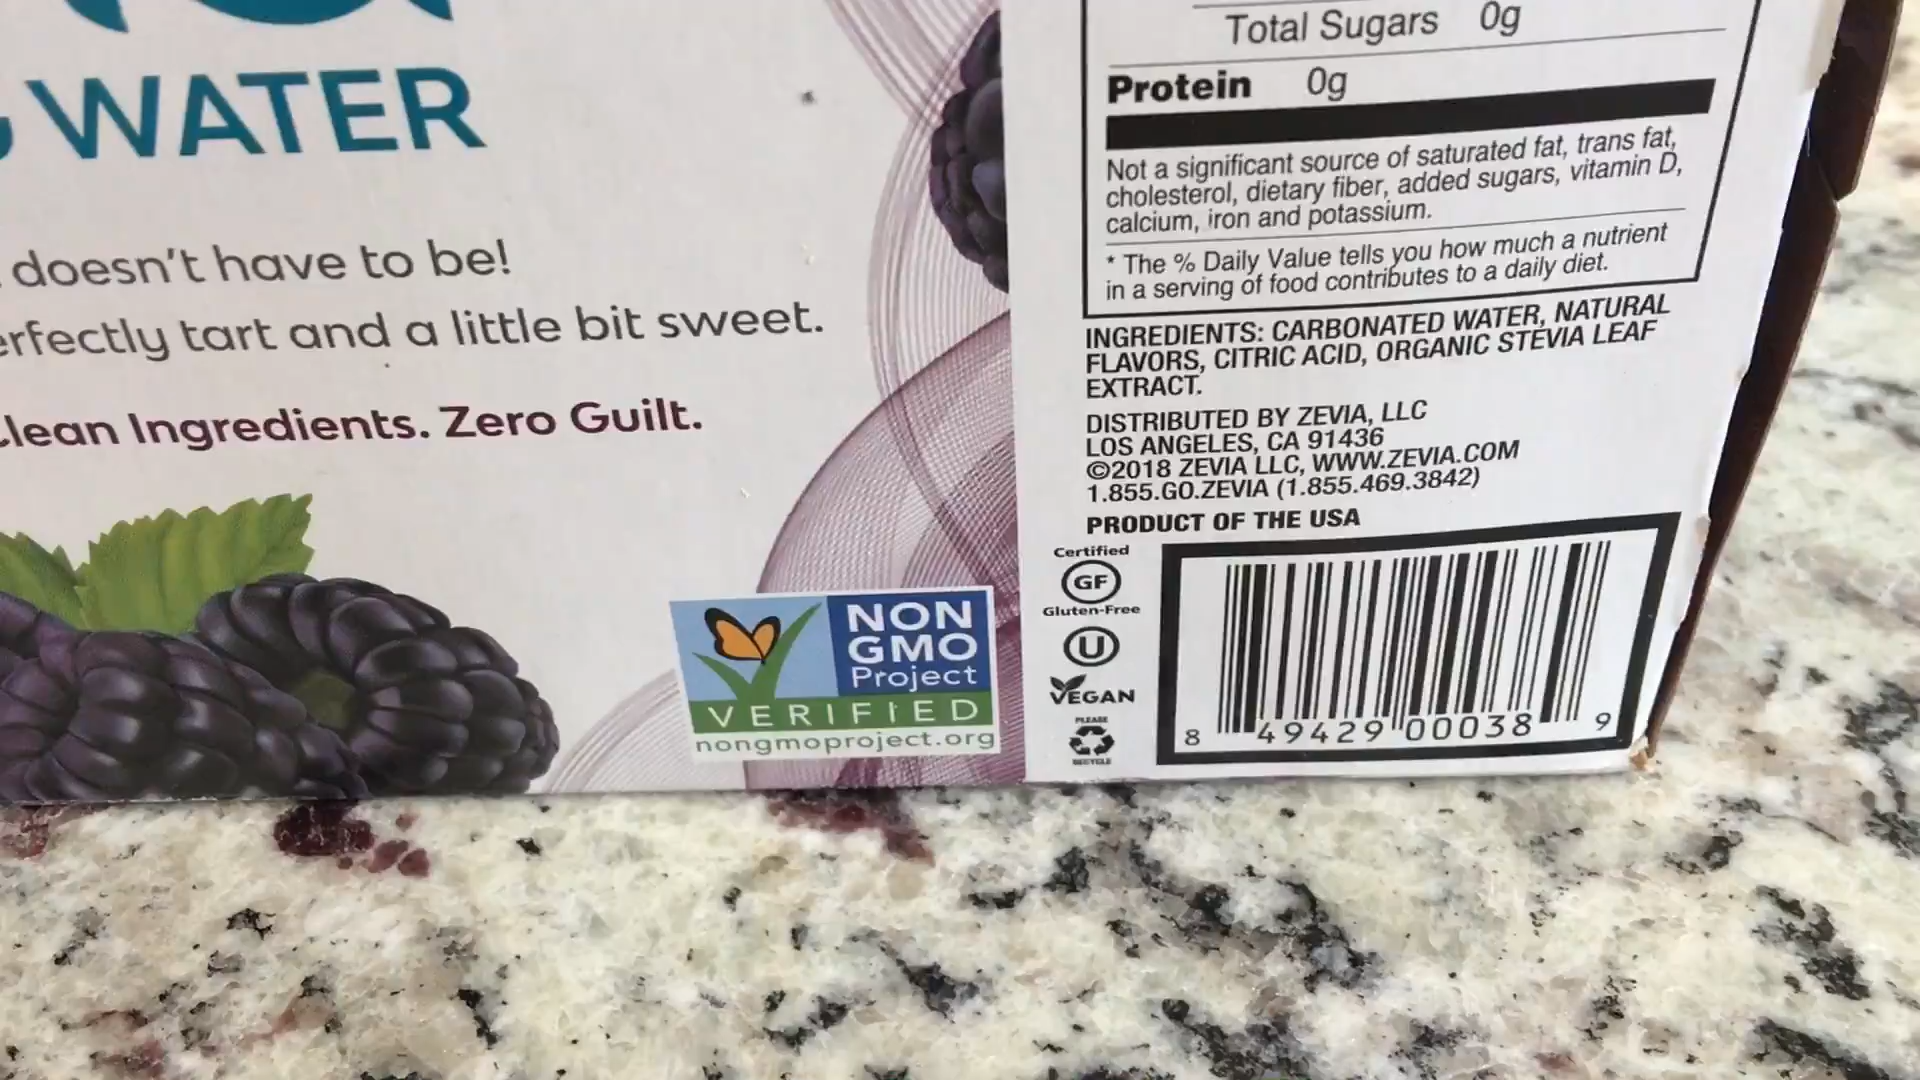 WATER
doesn't have to be!
tart and a little bit sweet.
Ingredients. Zero Guilt.
NON
GMO
Project
VERIFIED
nongmoproject.org
Total Sugars 0g
Protein 0g
Not a significant source of saturated fat, trans fat,
cholesterol, dietary fiber, added sugars, vitamin D,
calcium, iron and potassium.
* The % Daily Value tells you how much a nutrient
in a serving of food contributes to a daily diet.
INGREDIENTS: CARBONATED WATER, NATURAL
FLAVORS, CITRIC ACID, ORGANIC STEVIA LEAF
EXTRACT.
DISTRIBUTED BY ZEVIA, LLC
LOS ANGELES, CA 91436
©2018 ZEVIA LLC, WWW.ZEVIA.COM
1.855.GO.ZEVIA (1.855.469.3842)
PRODUCT OF THE USA
Certified
GF
Gluten-Free
U
VEGAN
PLEASE
RECYCLE
8 49429 00038 9